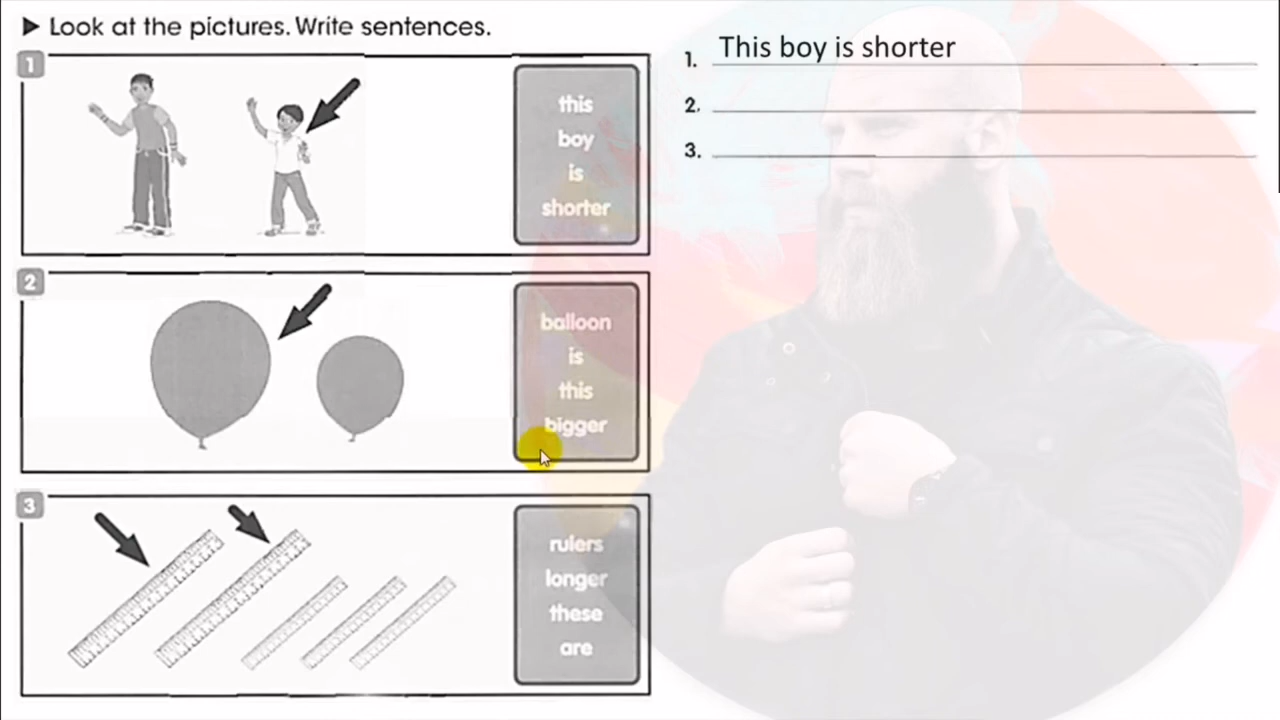 ▶ Look at the pictures. Write sentences.
1
this
boy
is
shorter
2
balloon
is
this
bigger
3
rulers
longer
these
are
1. This boy is shorter
2.
3.